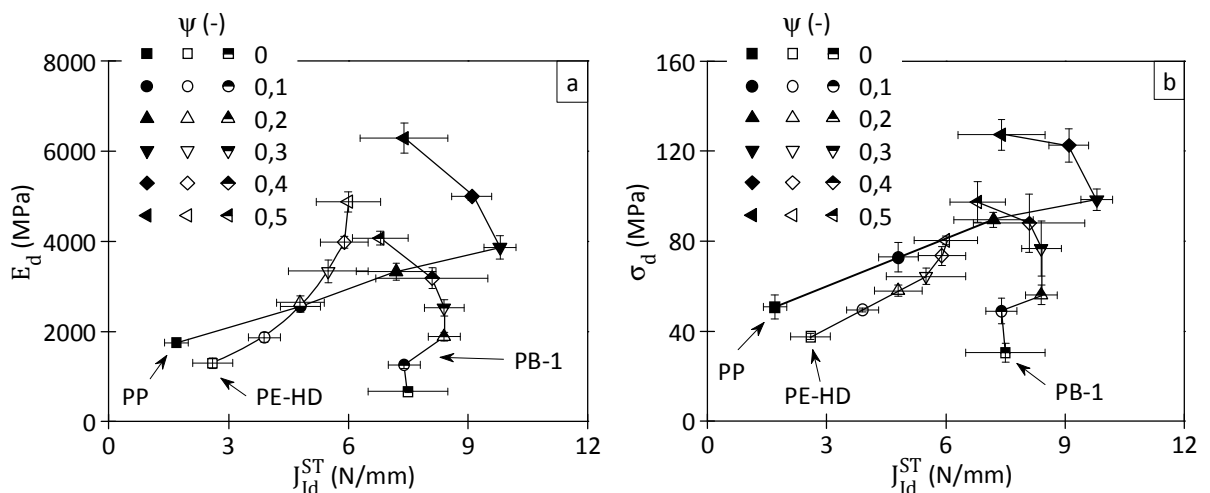 ψ (-)
0
0,1
0,2
0,3
0,4
0,5
a
8000
6000
4000
2000
0
E_d (MPa)
PP
PE-HD
PB-1
0
3
6
9
12
J_Id^ST (N/mm)
ψ (-)
0
0,1
0,2
0,3
0,4
0,5
b
160
120
80
40
0
σ_d (MPa)
PP
PE-HD
PB-1
0
3
6
9
12
J_Id^ST (N/mm)